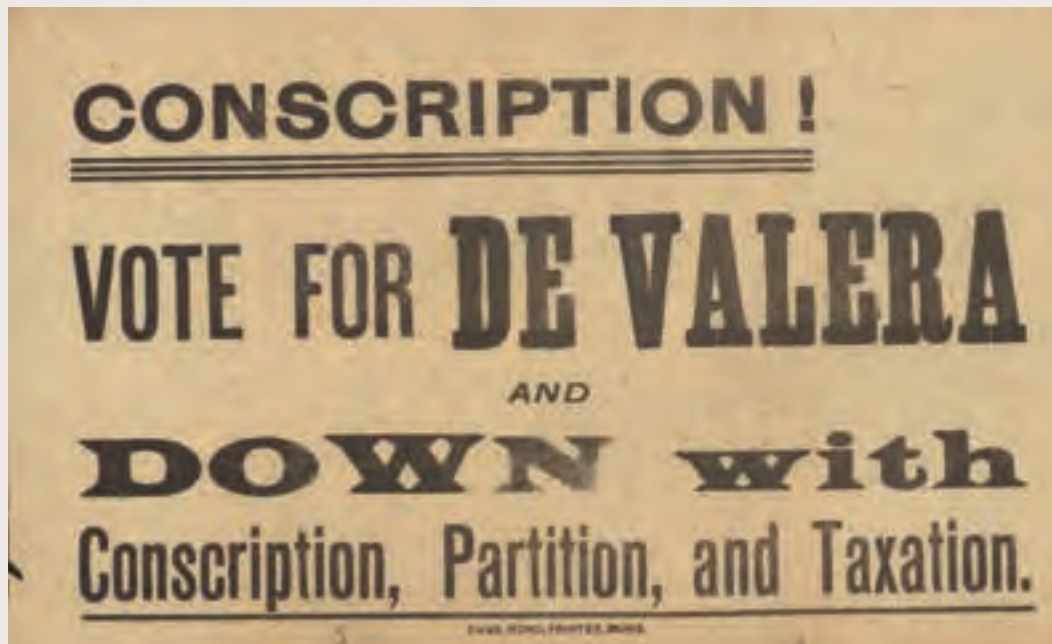 CONSCRIPTION!
VOTE FOR DE VALERA
AND
DOWN with
Conscription, Partition, and Taxation.